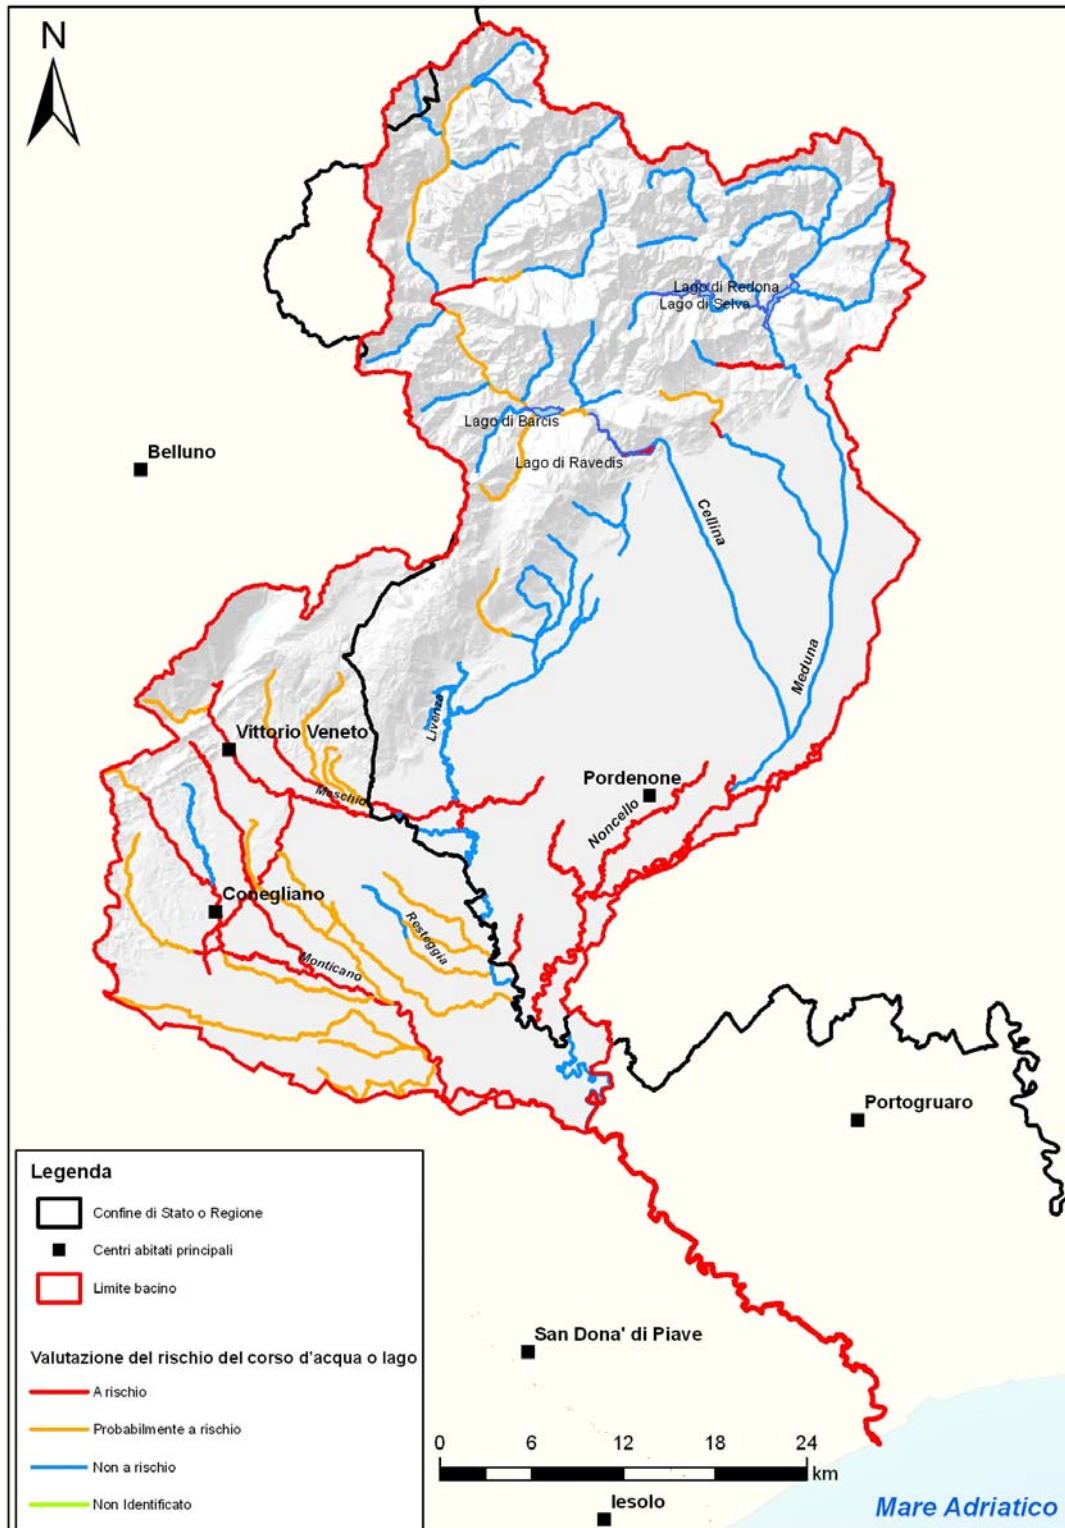 N
Lago di Redona
Lago di Selva
Lago di Barcis
Belluno
Lago di Ravedis
Cellina
Meduna
Livenza
Vittorio Veneto
Pordenone
Meschio
Noncello
Conegliano
Resteggia
Monticano
Portogruaro
Legenda
Confine di Stato o Regione
Centri abitati principali
Limite bacino
San Dona' di Piave
Valutazione del rischio del corso d'acqua o lago
A rischio
Probabilmente a rischio
0 6 12 18 24
km
Non a rischio
Non Identificato
Iesolo
Mare Adriatico